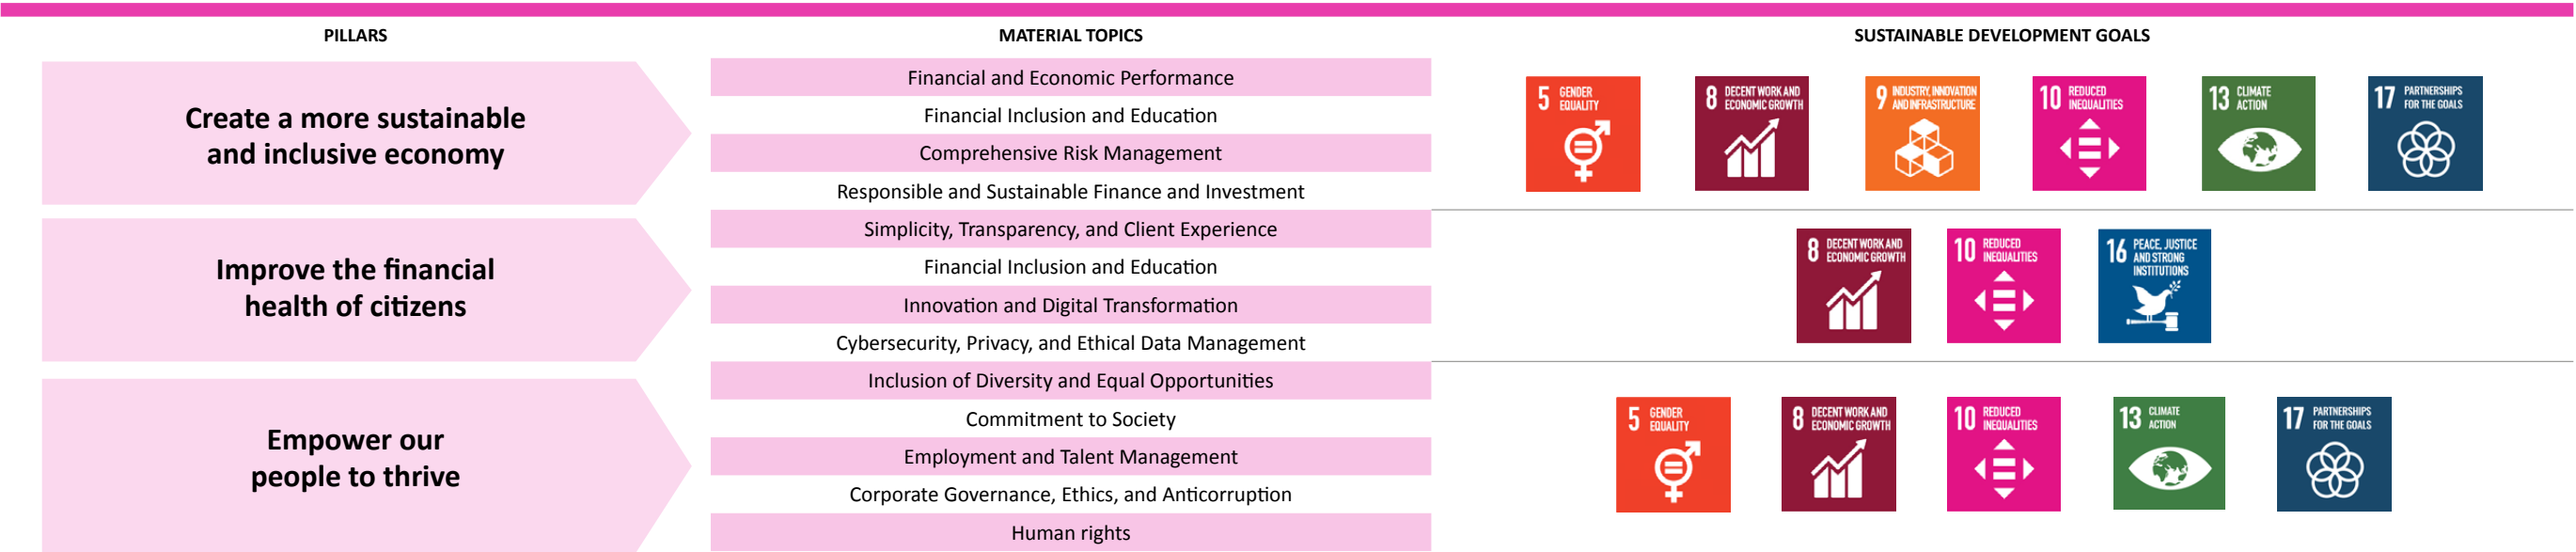 PILLARS
MATERIAL TOPICS
SUSTAINABLE DEVELOPMENT GOALS
Create a more sustainable
and inclusive economy
Financial and Economic Performance
Financial Inclusion and Education
Comprehensive Risk Management
Responsible and Sustainable Finance and Investment
5 GENDER
EQUALITY
8 DECENT WORK AND
ECONOMIC GROWTH
9 INDUSTRY, INNOVATION
AND INFRASTRUCTURE
10 REDUCED
INEQUALITIES
13 CLIMATE
ACTION
17 PARTNERSHIPS
FOR THE GOALS
Improve the financial
health of citizens
Simplicity, Transparency, and Client Experience
Financial Inclusion and Education
Innovation and Digital Transformation
Cybersecurity, Privacy, and Ethical Data Management
8 DECENT WORK AND
ECONOMIC GROWTH
10 REDUCED
INEQUALITIES
16 PEACE, JUSTICE
AND STRONG
INSTITUTIONS
Empower our
people to thrive
Inclusion of Diversity and Equal Opportunities
Commitment to Society
Employment and Talent Management
Corporate Governance, Ethics, and Anticorruption
Human rights
5 GENDER
EQUALITY
8 DECENT WORK AND
ECONOMIC GROWTH
10 REDUCED
INEQUALITIES
13 CLIMATE
ACTION
17 PARTNERSHIPS
FOR THE GOALS